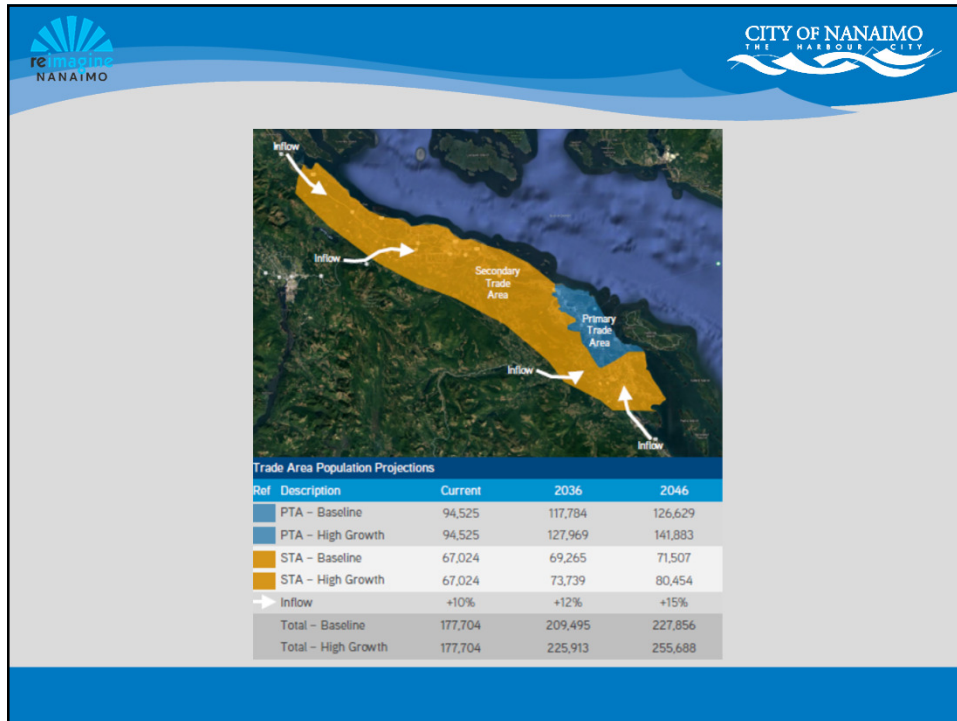 reimagine
NANAIMO
CITY OF NANAIMO
THE HARBOUR CITY
Inflow
Inflow
Secondary
Trade
Area
Primary
Trade
Area
Inflow
Inflow
Trade Area Population Projections
Ref Description Current 2036 2046
PTA – Baseline 94,525 117,784 126,629
PTA – High Growth 94,525 127,969 141,883
STA – Baseline 67,024 69,265 71,507
STA – High Growth 67,024 73,739 80,454
Inflow +10% +12% +15%
Total – Baseline 177,704 209,495 227,856
Total – High Growth 177,704 225,913 255,688